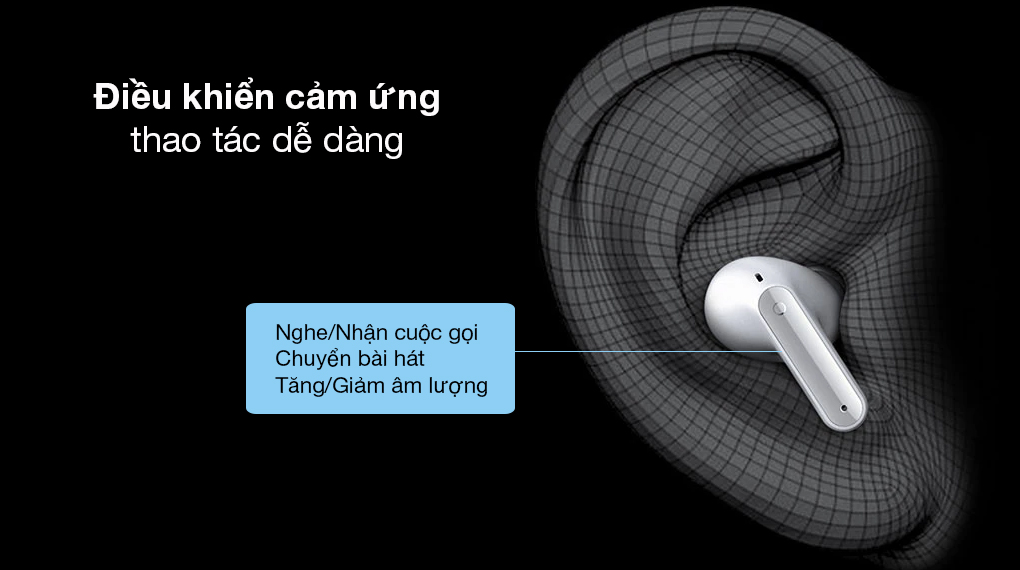 Điều khiển cảm ứng
thao tác dễ dàng
Nghe/Nhận cuộc gọi
Chuyển bài hát
Tăng/Giảm âm lượng